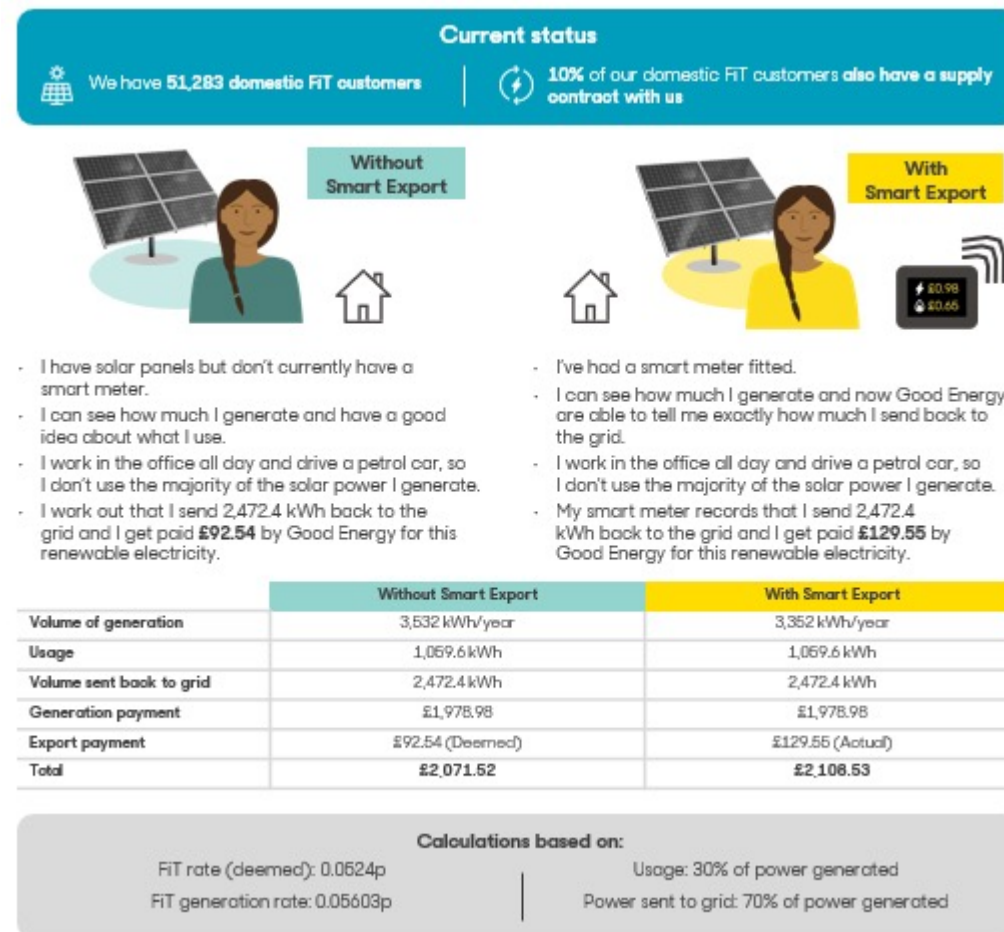 Current status
We have 51,283 domestic FiT customers
10% of our domestic FiT customers also have a supply
contract with us
Without
Smart Export
With
Smart Export
£0.98
£0.65
- I have solar panels but don't currently have a
smart meter.
- I can see how much I generate and have a good
idea about what I use.
- I work in the office all day and drive a petrol car, so
I don't use the majority of the solar power I generate.
- I work out that I send 2,472.4 kWh back to the
grid and I get paid £92.54 by Good Energy for this
renewable electricity.
- I've had a smart meter fitted.
- I can see how much I generate and now Good Energy
are able to tell me exactly how much I send back to
the grid.
- I work in the office all day and drive a petrol car, so
I don't use the majority of the solar power I generate.
- My smart meter records that I send 2,472.4
kWh back to the grid and I get paid £129.55 by
Good Energy for this renewable electricity.
Without Smart Export With Smart Export
Volume of generation 3,532 kWh/year 3,352 kWh/year
Usage 1,059.6 kWh 1,059.6 kWh
Volume sent back to grid 2,472.4 kWh 2,472.4 kWh
Generation payment £1,978.98 £1,978.98
Export payment £92.54 (Deemed) £129.55 (Actual)
Total £2,071.52 £2,108.53
Calculations based on:
FiT rate (deemed): 0.0524p
FiT generation rate: 0.05603p
Usage: 30% of power generated
Power sent to grid: 70% of power generated